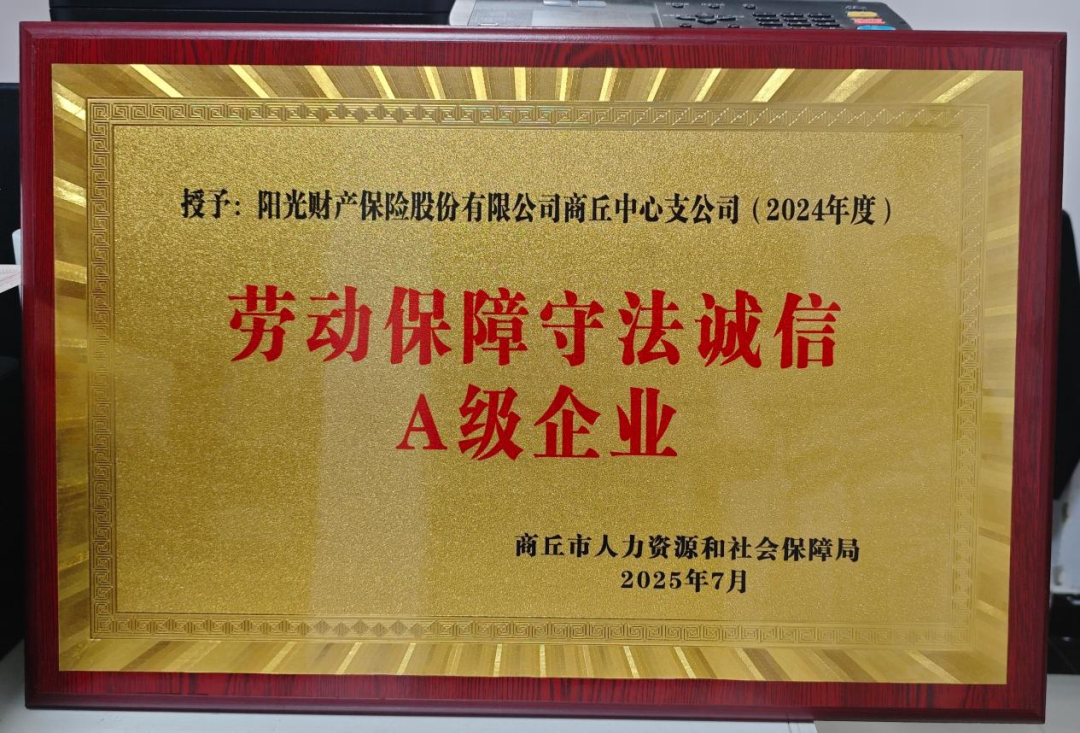 授予：阳光财产保险股份有限公司商丘中心支公司（2024年度）
劳动保障守法诚信
A级企业
商丘市人力资源和社会保障局
2025年7月